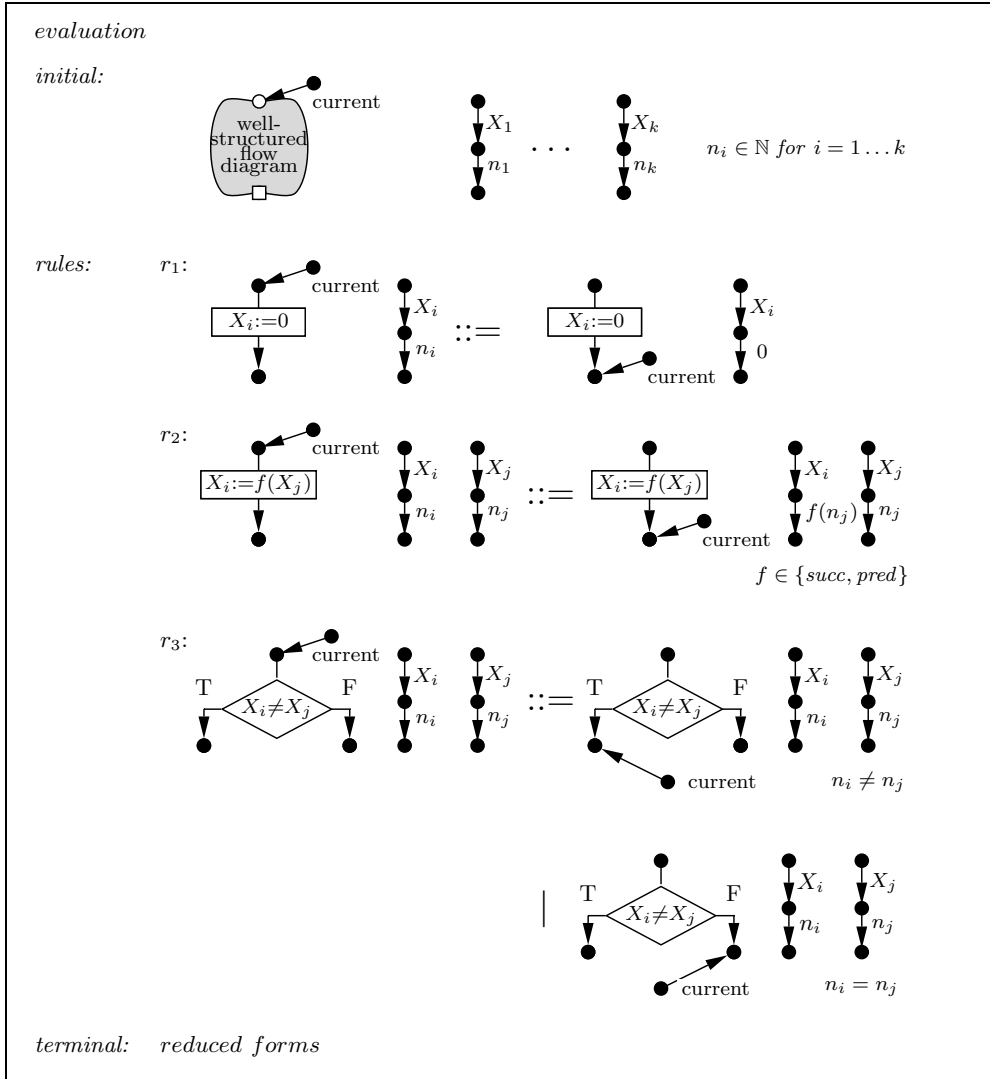 evaluation
initial:
current
well-
structured
flow
diagram
X₁
n₁
· · ·
Xₖ
nₖ
nᵢ ∈ ℕ for i = 1 . . . k
rules:
r₁:
current
Xᵢ:=0
Xᵢ
nᵢ
::=
Xᵢ:=0
current
Xᵢ
0
r₂:
current
Xᵢ:=f(Xⱼ)
Xᵢ
nᵢ
Xⱼ
nⱼ
::=
Xᵢ:=f(Xⱼ)
current
Xᵢ
f(nⱼ)
Xⱼ
nⱼ
f ∈ {succ, pred}
r₃:
current
T
F
Xᵢ≠Xⱼ
Xᵢ
nᵢ
Xⱼ
nⱼ
::=
T
F
Xᵢ≠Xⱼ
current
Xᵢ
nᵢ
Xⱼ
nⱼ
nᵢ ≠ nⱼ
|
T
F
Xᵢ≠Xⱼ
current
Xᵢ
nᵢ
Xⱼ
nⱼ
nᵢ = nⱼ
terminal: reduced forms